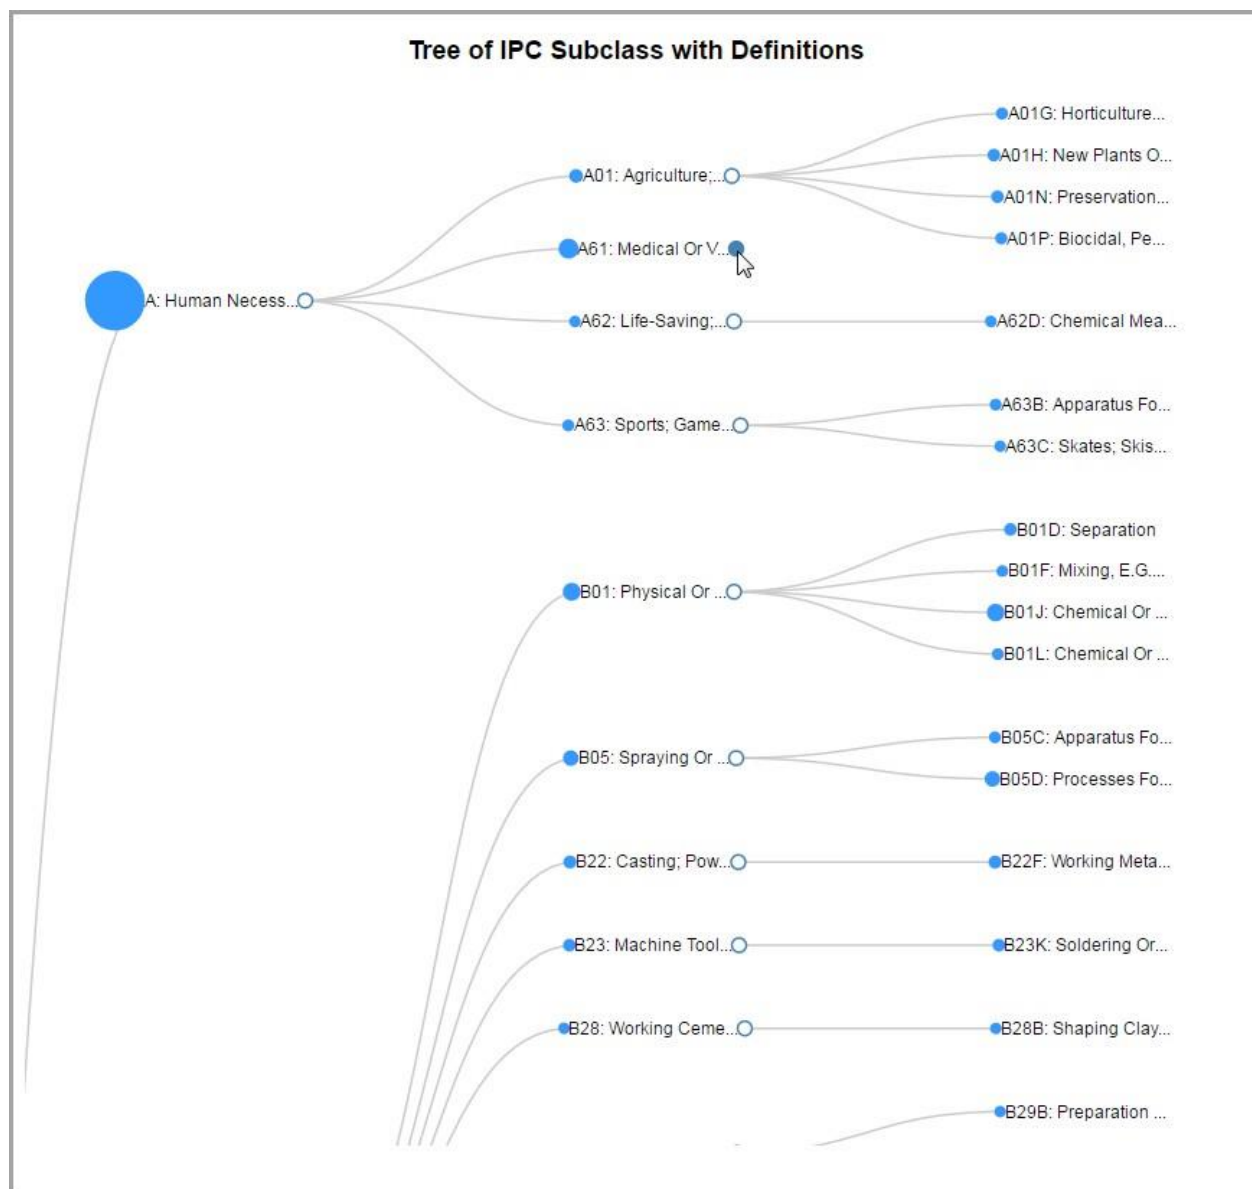 Tree of IPC Subclass with Definitions
A01G: Horticulture...
A01H: New Plants O...
A01: Agriculture;...
A01N: Preservation...
A01P: Biocidal, Pe...
A61: Medical Or V...
A: Human Necess...
A62: Life-Saving;...
A62D: Chemical Mea...
A63B: Apparatus Fo...
A63: Sports; Game...
A63C: Skates; Skis...
B01D: Separation
B01F: Mixing, E.G....
B01: Physical Or ...
B01J: Chemical Or ...
B01L: Chemical Or ...
B05C: Apparatus Fo...
B05: Spraying Or ...
B05D: Processes Fo...
B22: Casting; Pow...
B22F: Working Meta...
B23: Machine Tool...
B23K: Soldering Or...
B28: Working Ceme...
B28B: Shaping Clay...
B29B: Preparation ...